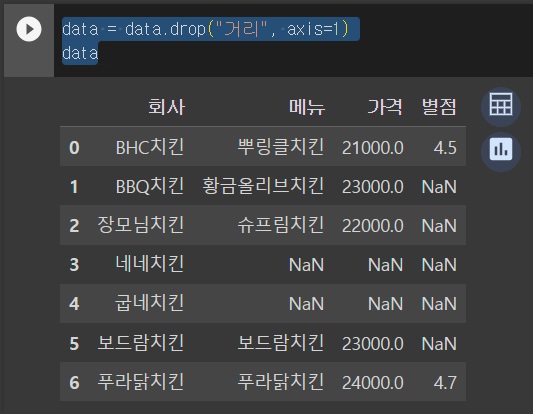 data = data.drop("거리", axis=1)
data
회사 메뉴 가격 별점
0 BHC치킨 뿌링클치킨 21000.0 4.5
1 BBQ치킨 황금올리브치킨 23000.0 NaN
2 장모님치킨 슈프림치킨 22000.0 NaN
3 네네치킨 NaN NaN NaN
4 굽네치킨 NaN NaN NaN
5 보드람치킨 보드람치킨 23000.0 NaN
6 푸라닭치킨 푸라닭치킨 24000.0 4.7